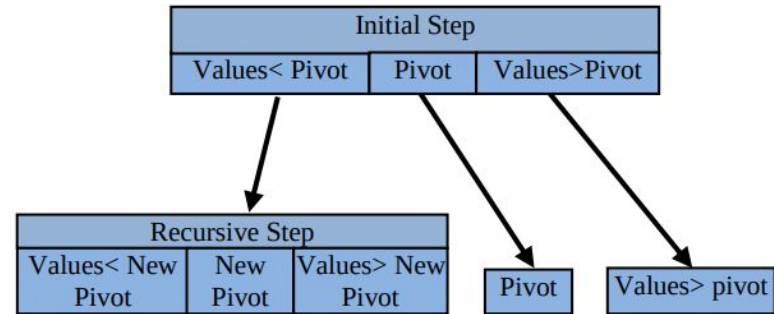 Initial Step
Values< Pivot
Pivot
Values>Pivot
Recursive Step
Values< New
Pivot
New
Pivot
Values> New
Pivot
Pivot
Values> pivot